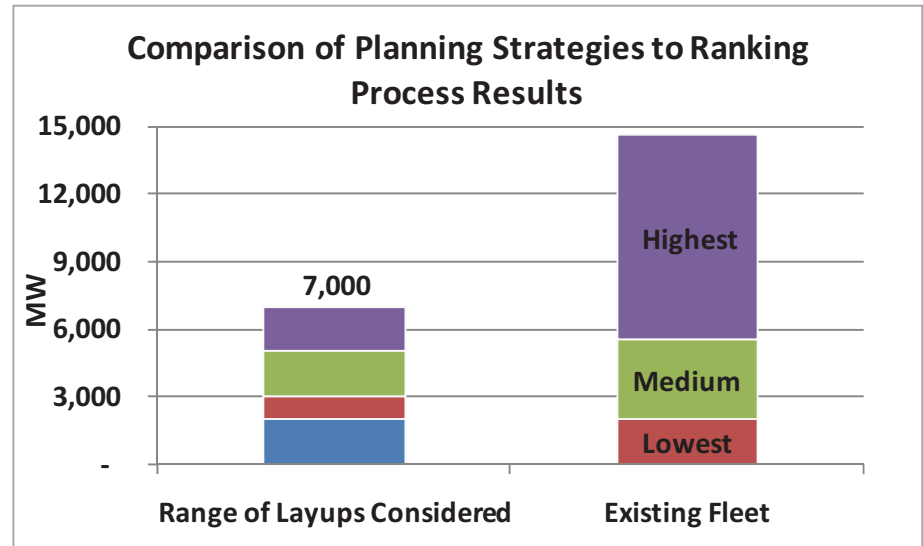 Comparison of Planning Strategies to Ranking
Process Results
15,000
12,000
9,000
6,000
3,000
-
MW
7,000
Highest
Medium
Lowest
Range of Layups Considered
Existing Fleet